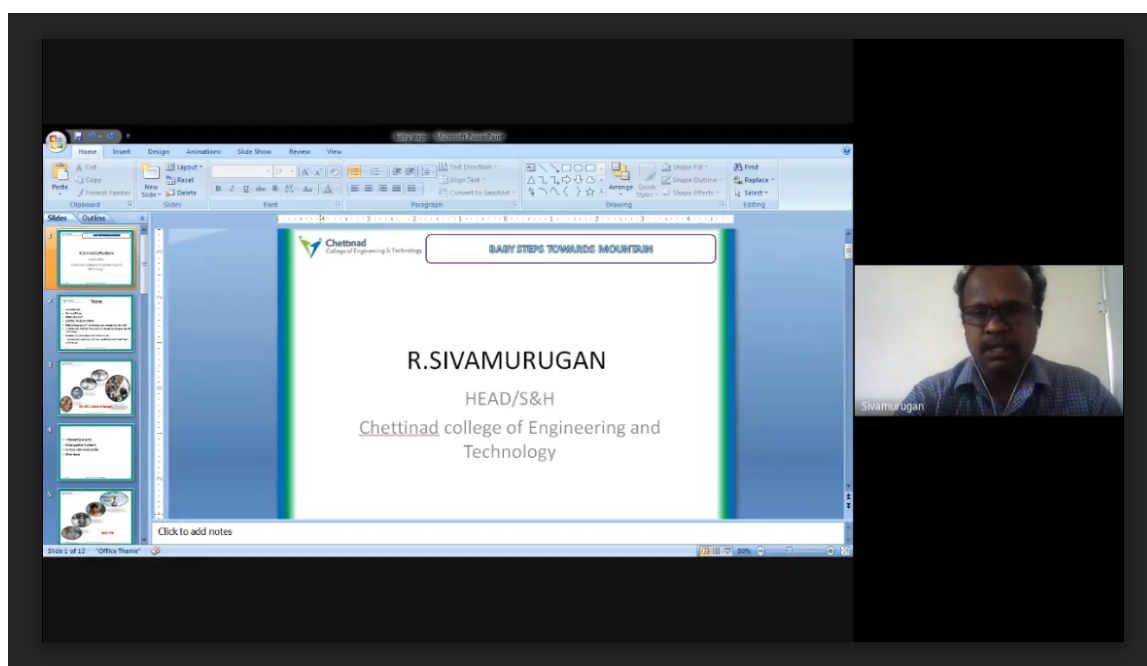 Home Insert Design Animations Slide Show Review View
Paste
Cut
Copy
Format Painter
Clipboard
New Slide
Layout
Reset
Delete
Slides
Font
Text Direction
Align Text
Convert to SmartArt
Paragraph
Arrange
Quick Styles
Shape Fill
Shape Outline
Shape Effects
Drawing
Find
Replace
Select
Editing
Slides Outline
Chettinad
College of Engineering & Technology
BABY STEPS TOWARDS MOUNTAIN
R.SIVAMURUGAN
HEAD/S&H
Chettinad college of Engineering and
Technology
Sivamurugan
Click to add notes
Slide 1 of 12 "Office Theme" 80%